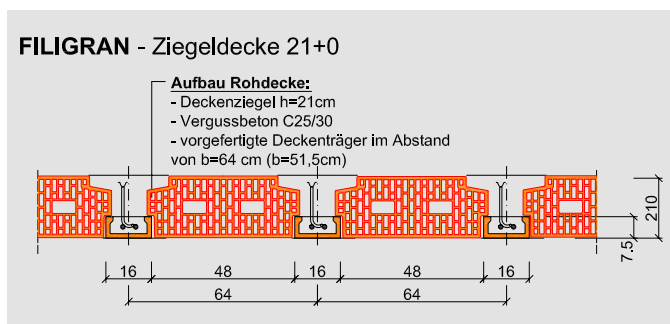 FILIGRAN - Ziegeldecke 21+0
Aufbau Rohdecke:
- Deckenziegel h=21cm
- Vergussbeton C25/30
- vorgefertigte Deckenträger im Abstand
von b=64 cm (b=51,5cm)
210
7.5
16 48 16 48 16
64 64